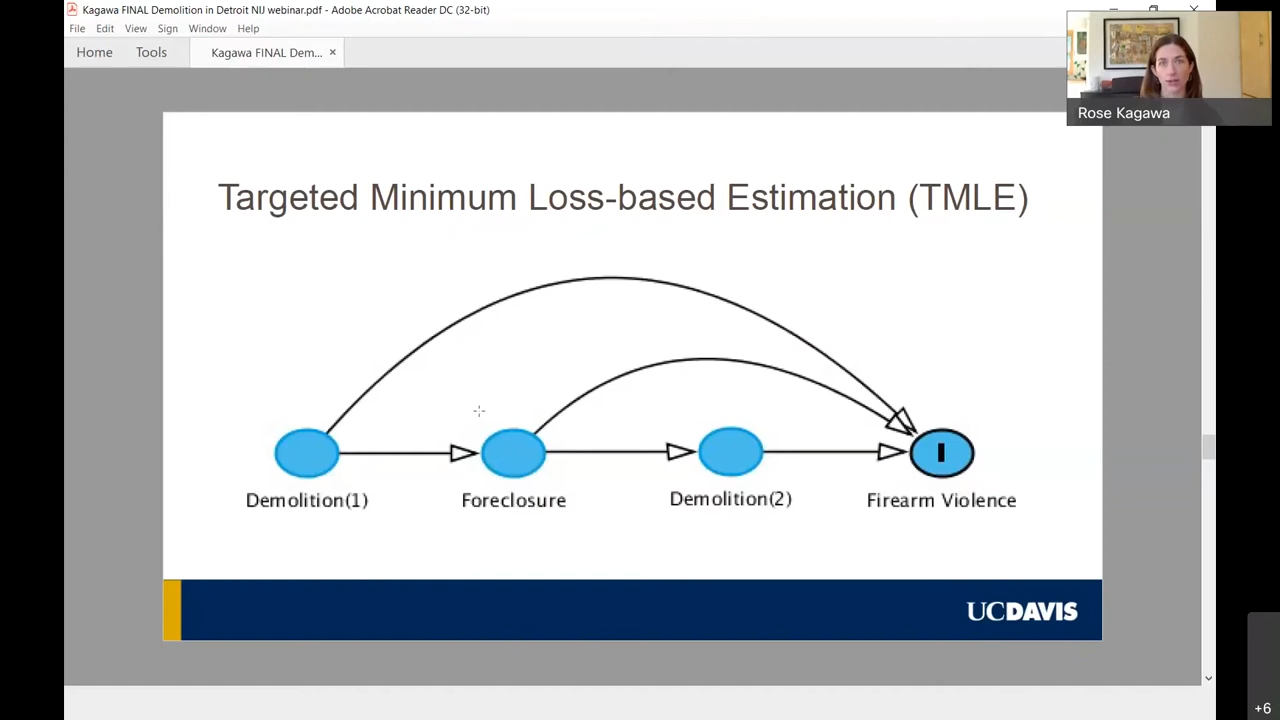 Kagawa FINAL Demolition in Detroit NIJ webinar.pdf - Adobe Acrobat Reader DC (32-bit)
File Edit View Sign Window Help
Home Tools Kagawa FINAL Dem... ×
Rose Kagawa
Targeted Minimum Loss-based Estimation (TMLE)
Demolition(1) Foreclosure Demolition(2) Firearm Violence
UCDAVIS
+6